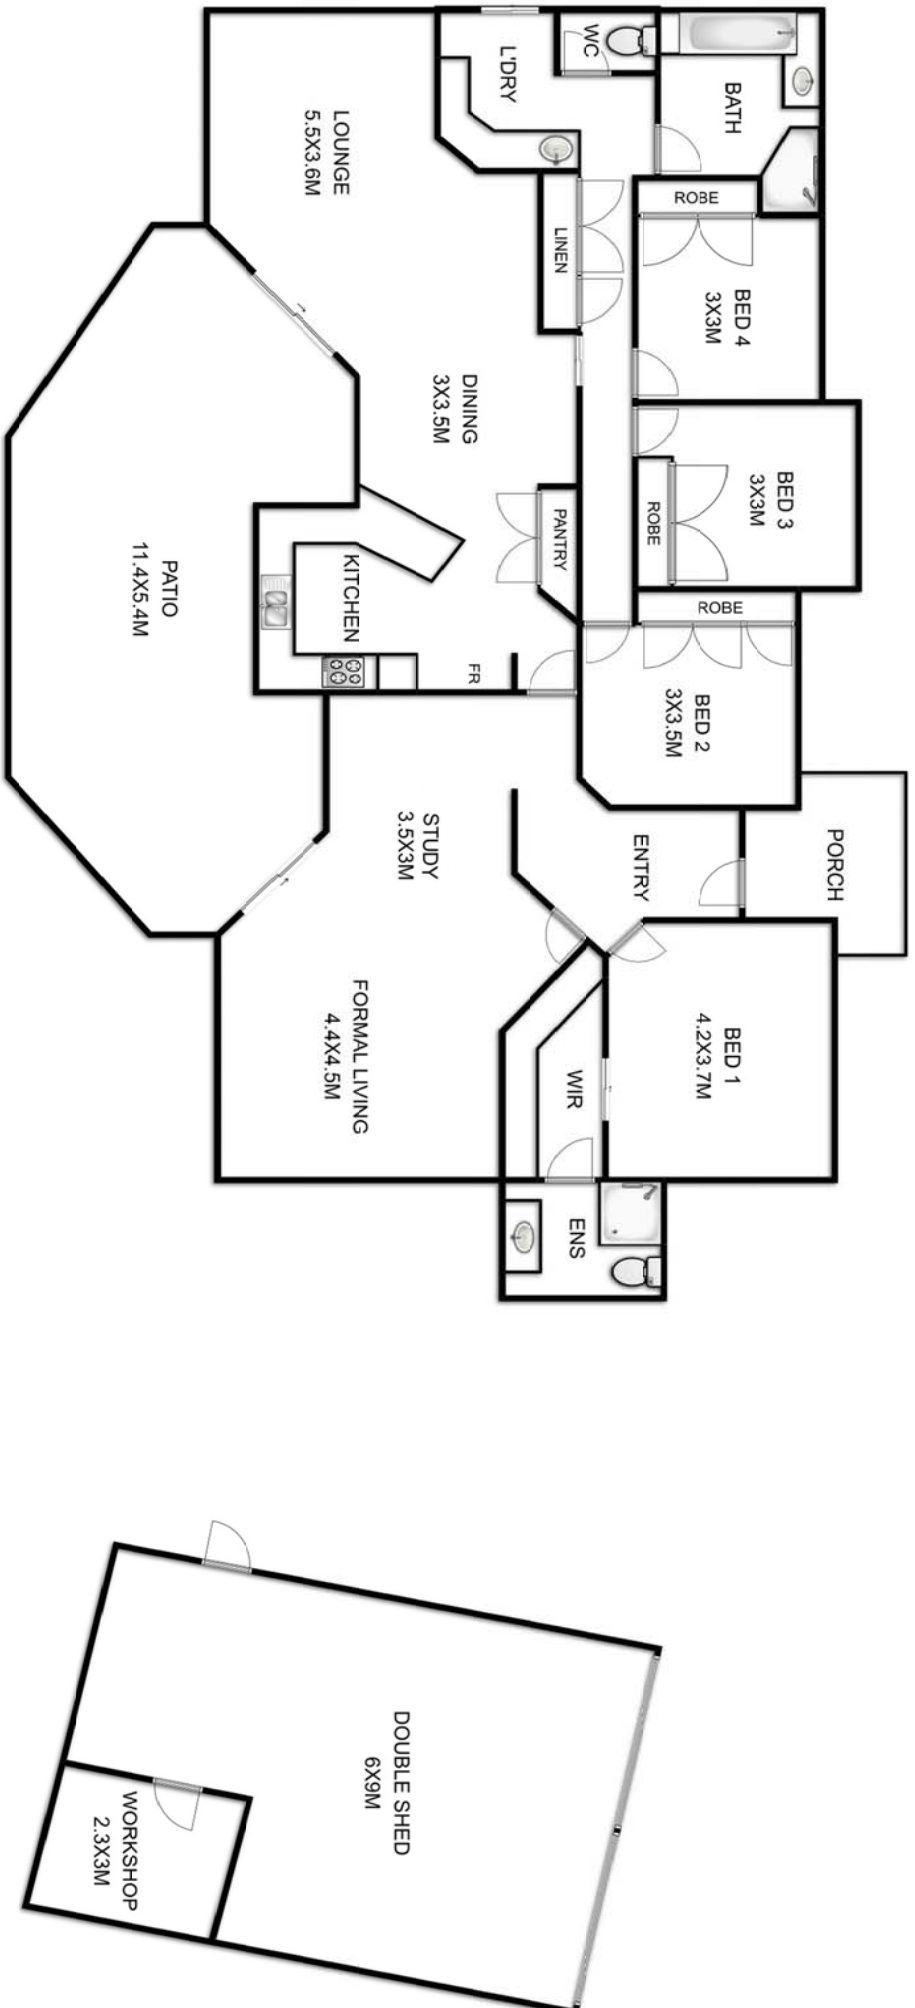 BATH
WC
L'DRY
LOUNGE
5.5X3.6M
ROBE
LINEN
BED 4
3X3M
DINING
3X3.5M
BED 3
3X3M
ROBE
PANTRY
KITCHEN
FR
PATIO
11.4X5.4M
ROBE
BED 2
3X3.5M
PORCH
ENTRY
STUDY
3.5X3M
BED 1
4.2X3.7M
WIR
FORMAL LIVING
4.4X4.5M
ENS
DOUBLE SHED
6X9M
WORKSHOP
2.3X3M